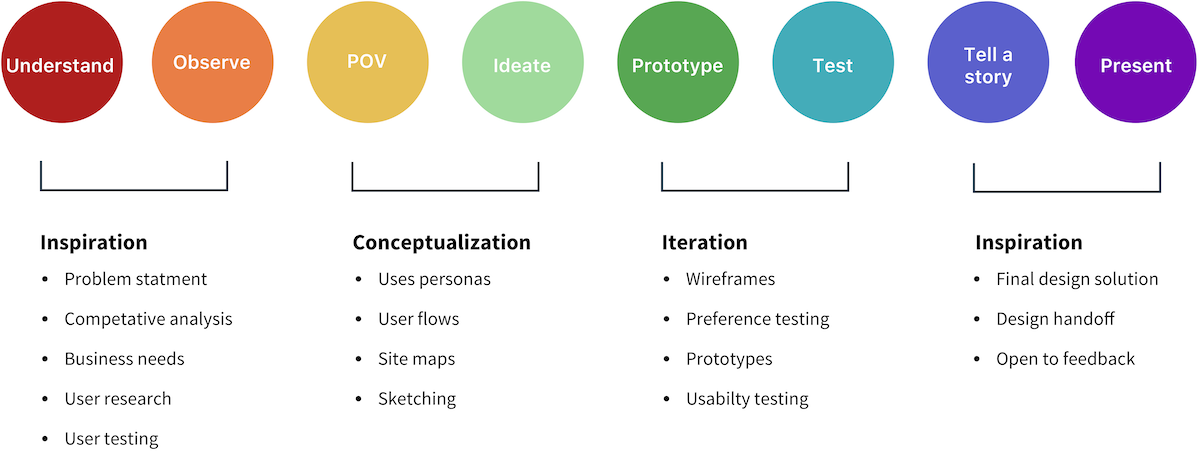 Understand
Observe
POV
Ideate
Prototype
Test
Tell a
story
Present
Inspiration
• Problem statment
• Competative analysis
• Business needs
• User research
• User testing
Conceptualization
• Uses personas
• User flows
• Site maps
• Sketching
Iteration
• Wireframes
• Preference testing
• Prototypes
• Usabilty testing
Inspiration
• Final design solution
• Design handoff
• Open to feedback